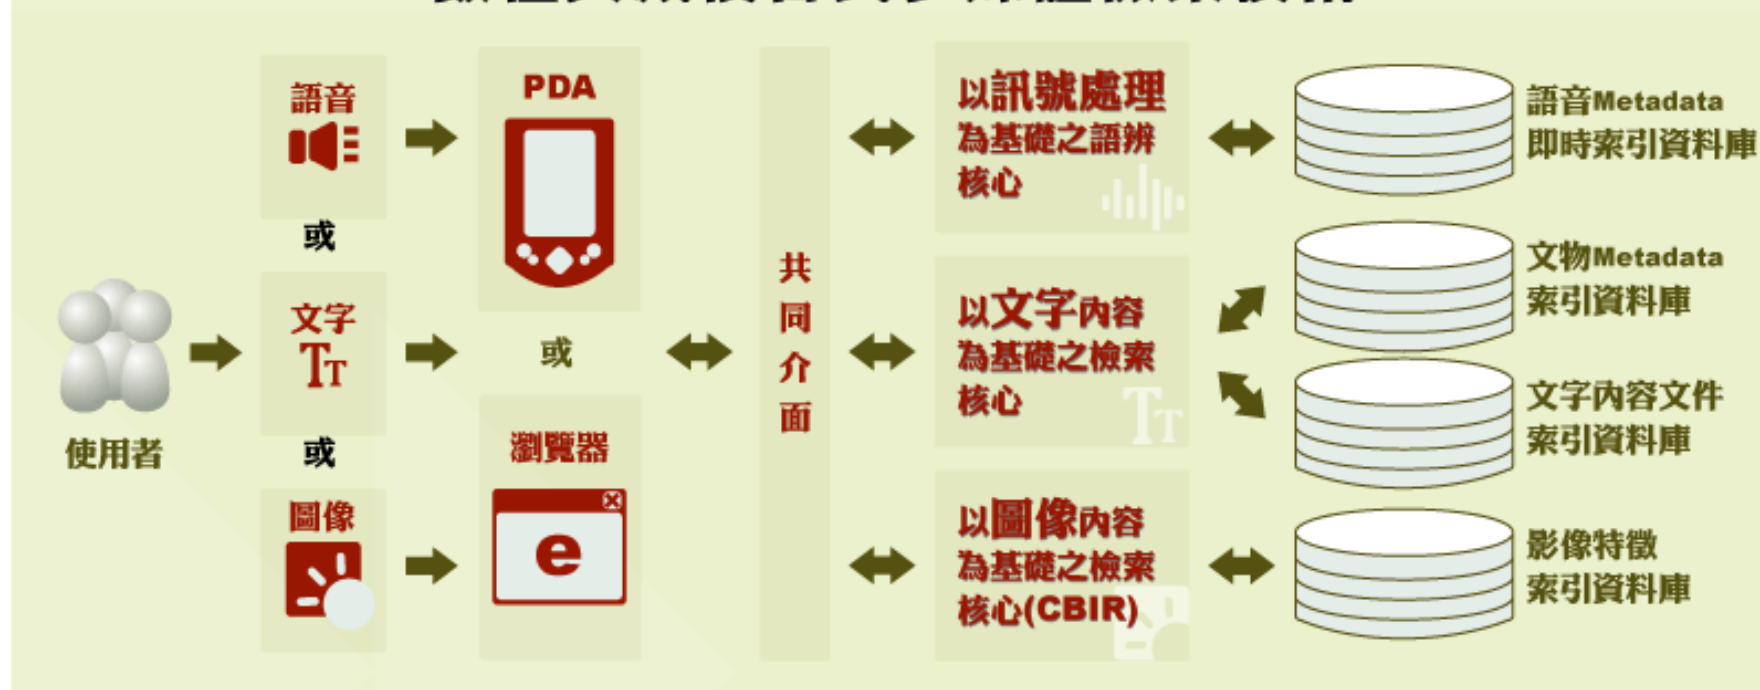 使用者
語音
或
文字
TT
或
圖像
PDA
或
瀏覽器
e
共
同
介
面
以訊號處理
為基礎之語辨
核心
以文字內容
為基礎之檢索
核心
TT
以圖像內容
為基礎之檢索
核心(CBIR)
語音Metadata
即時索引資料庫
文物Metadata
索引資料庫
文字內容文件
索引資料庫
影像特徵
索引資料庫